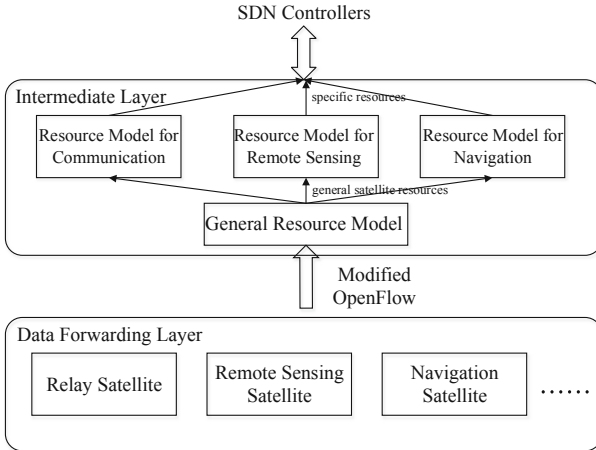 SDN Controllers
Intermediate Layer
specific resources
Resource Model for
Communication
Resource Model for
Remote Sensing
Resource Model for
Navigation
general satellite resources
General Resource Model
Modified
OpenFlow
Data Forwarding Layer
Relay Satellite
Remote Sensing
Satellite
Navigation
Satellite
......